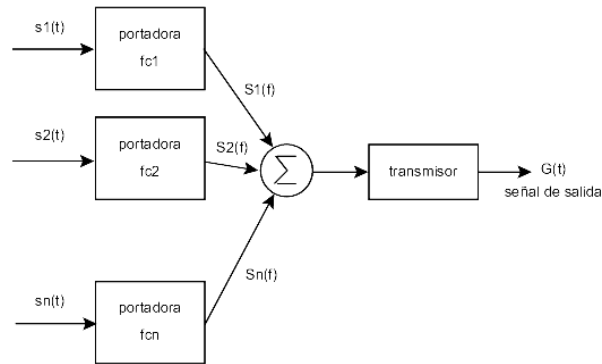 s1(t)
portadora
fc1
S1(f)
s2(t)
portadora
fc2
S2(f)
∑
transmisor
G(t)
señal de salida
sn(t)
portadora
fcn
Sn(f)